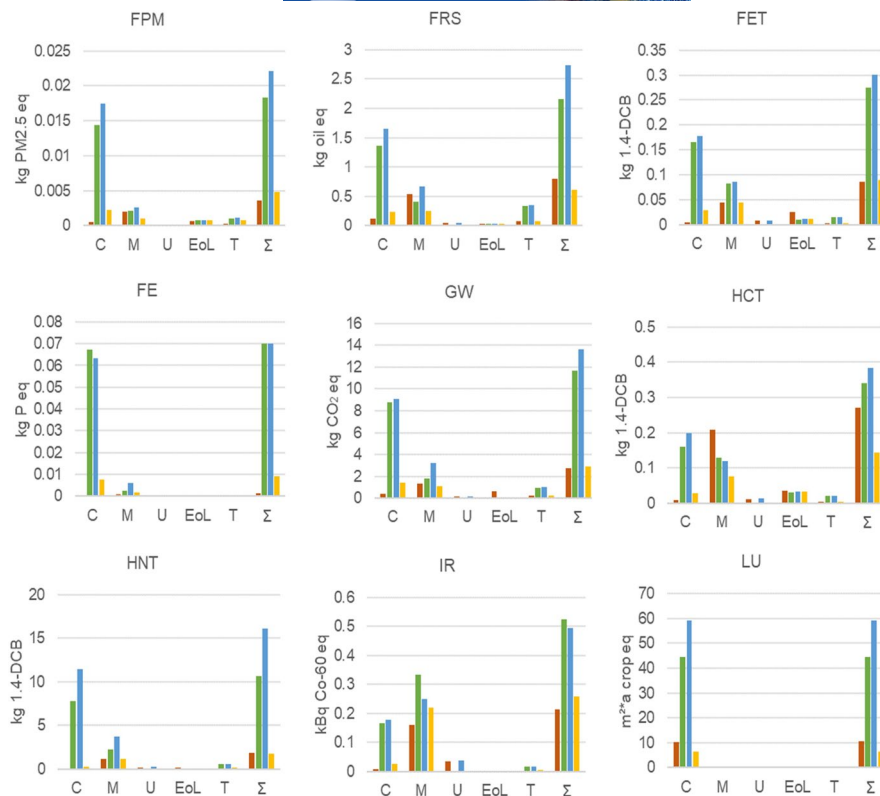 FPM
kg PM2.5 eq
0.025
0.02
0.015
0.01
0.005
0
C M U EoL T Σ
FRS
kg oil eq
3
2.5
2
1.5
1
0.5
0
C M U EoL T Σ
FET
kg 1.4-DCB
0.35
0.3
0.25
0.2
0.15
0.1
0.05
0
C M U EoL T Σ
FE
kg P eq
0.08
0.07
0.06
0.05
0.04
0.03
0.02
0.01
0
C M U EoL T Σ
GW
kg CO₂ eq
16
14
12
10
8
6
4
2
0
C M U EoL T Σ
HCT
kg 1.4-DCB
0.5
0.4
0.3
0.2
0.1
0
C M U EoL T Σ
HNT
kg 1.4-DCB
20
15
10
5
0
C M U EoL T Σ
IR
kBq Co-60 eq
0.6
0.5
0.4
0.3
0.2
0.1
0
C M U EoL T Σ
LU
m²*a crop eq
70
60
50
40
30
20
10
0
C M U EoL T Σ